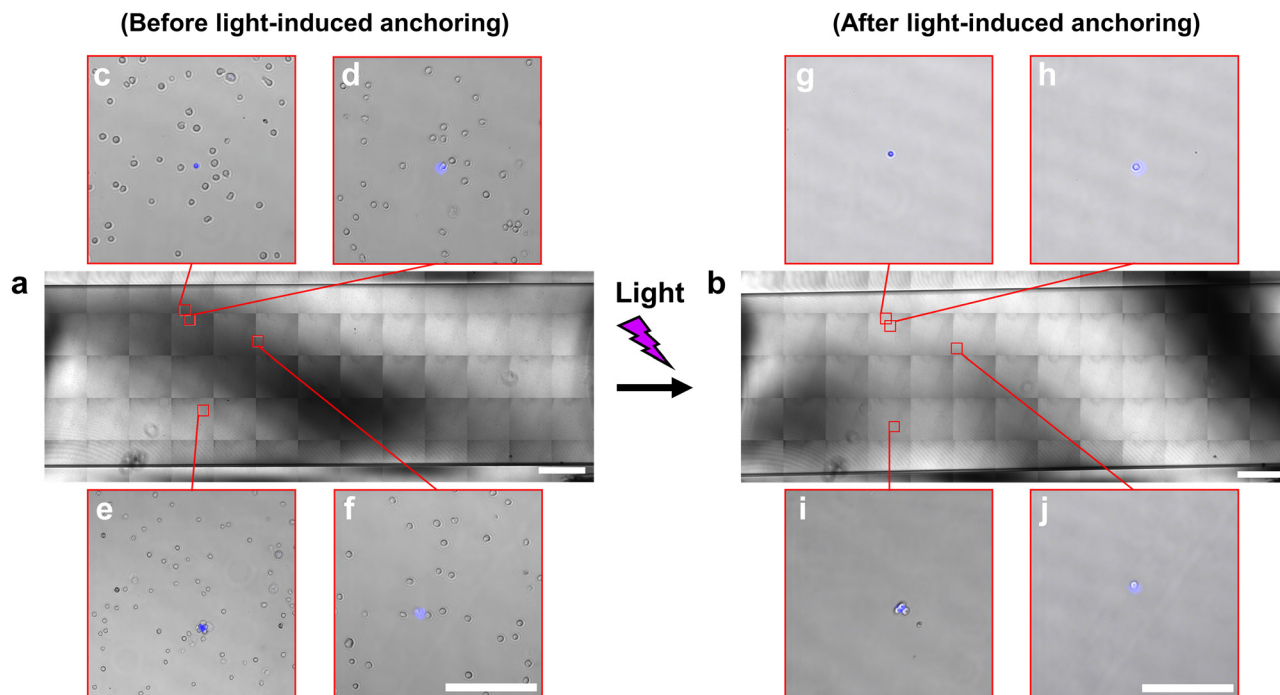 (Before light-induced anchoring)
(After light-induced anchoring)
c
d
g
h
a
Light
b
e
f
i
j